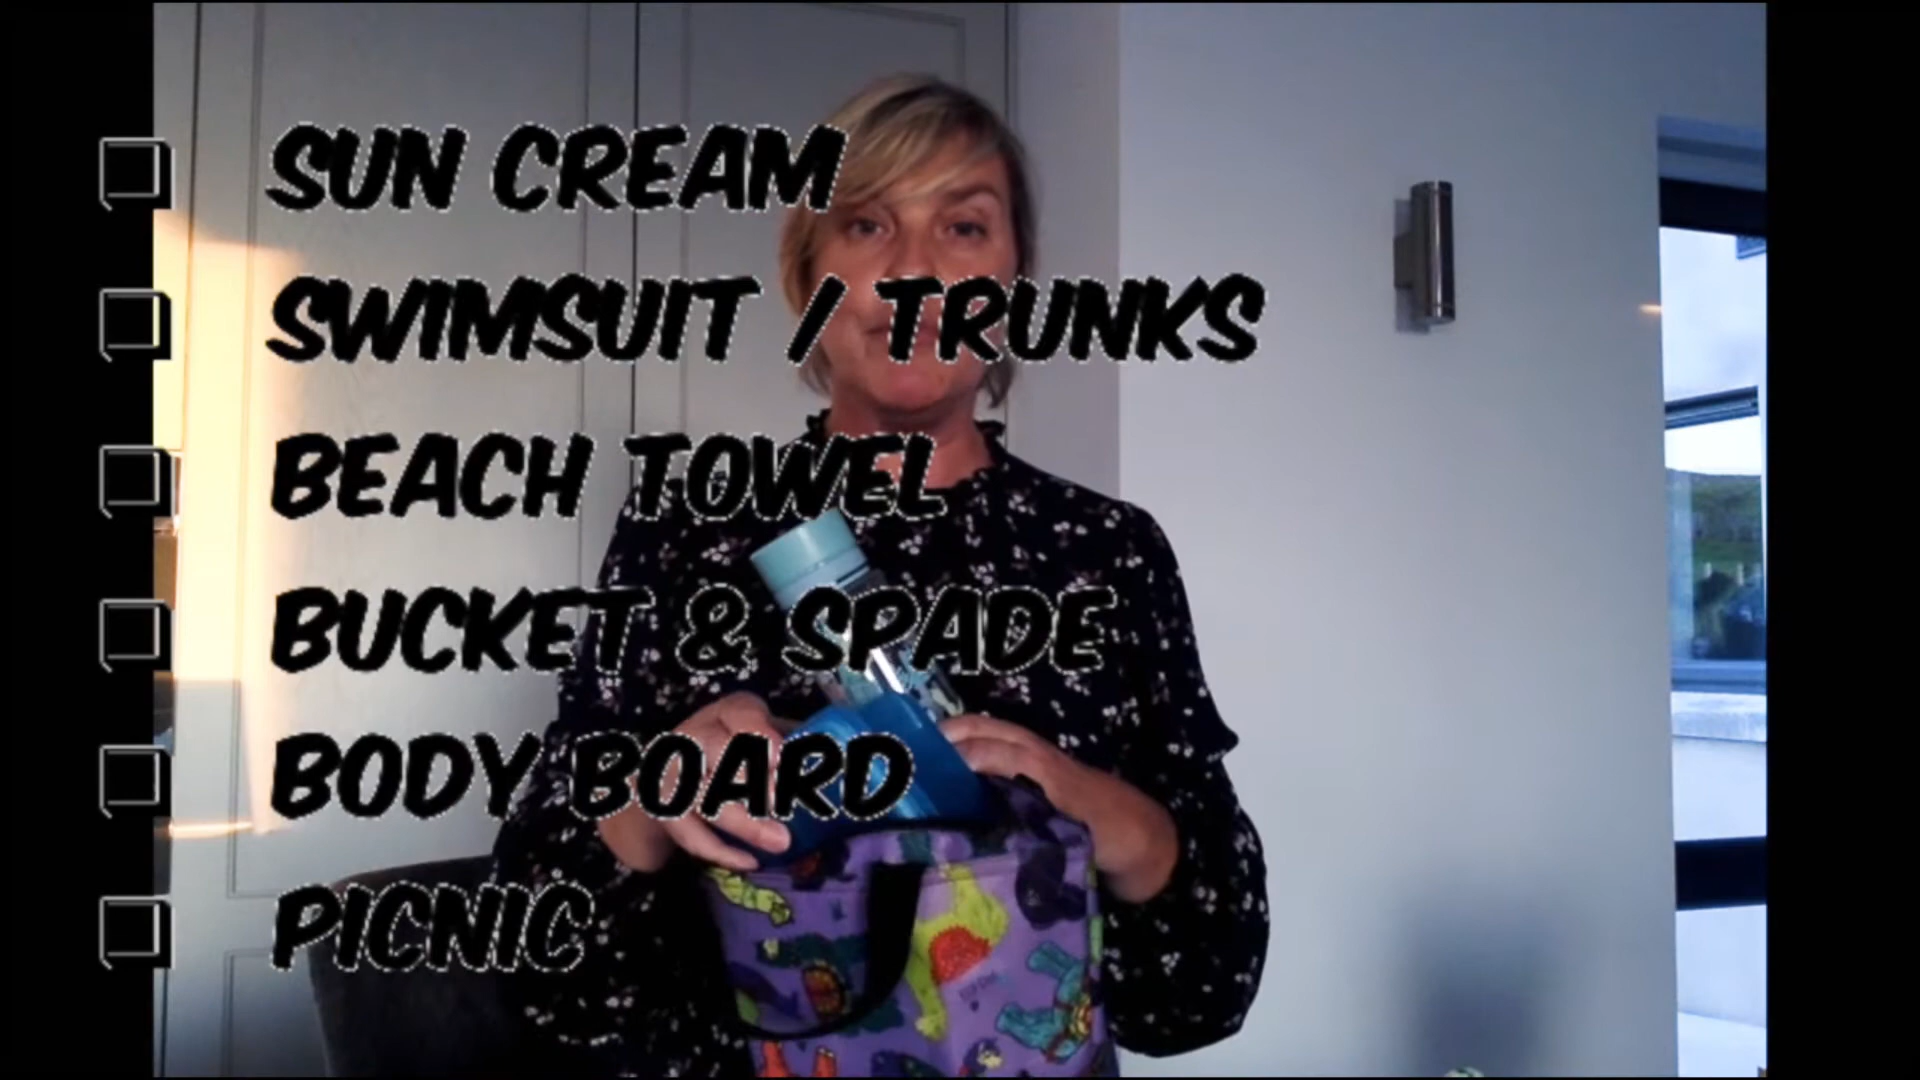 SUN CREAM
SWIMSUIT / TRUNKS
BEACH TOWEL
BUCKET & SPADE
BODY BOARD
PICNIC